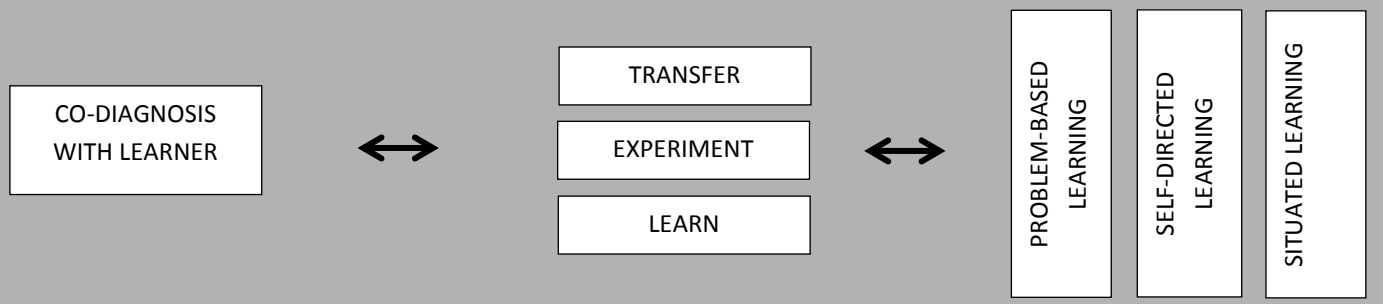 CO-DIAGNOSIS
WITH LEARNER
TRANSFER
EXPERIMENT
LEARN
PROBLEM-BASED
LEARNING
SELF-DIRECTED
LEARNING
SITUATED LEARNING